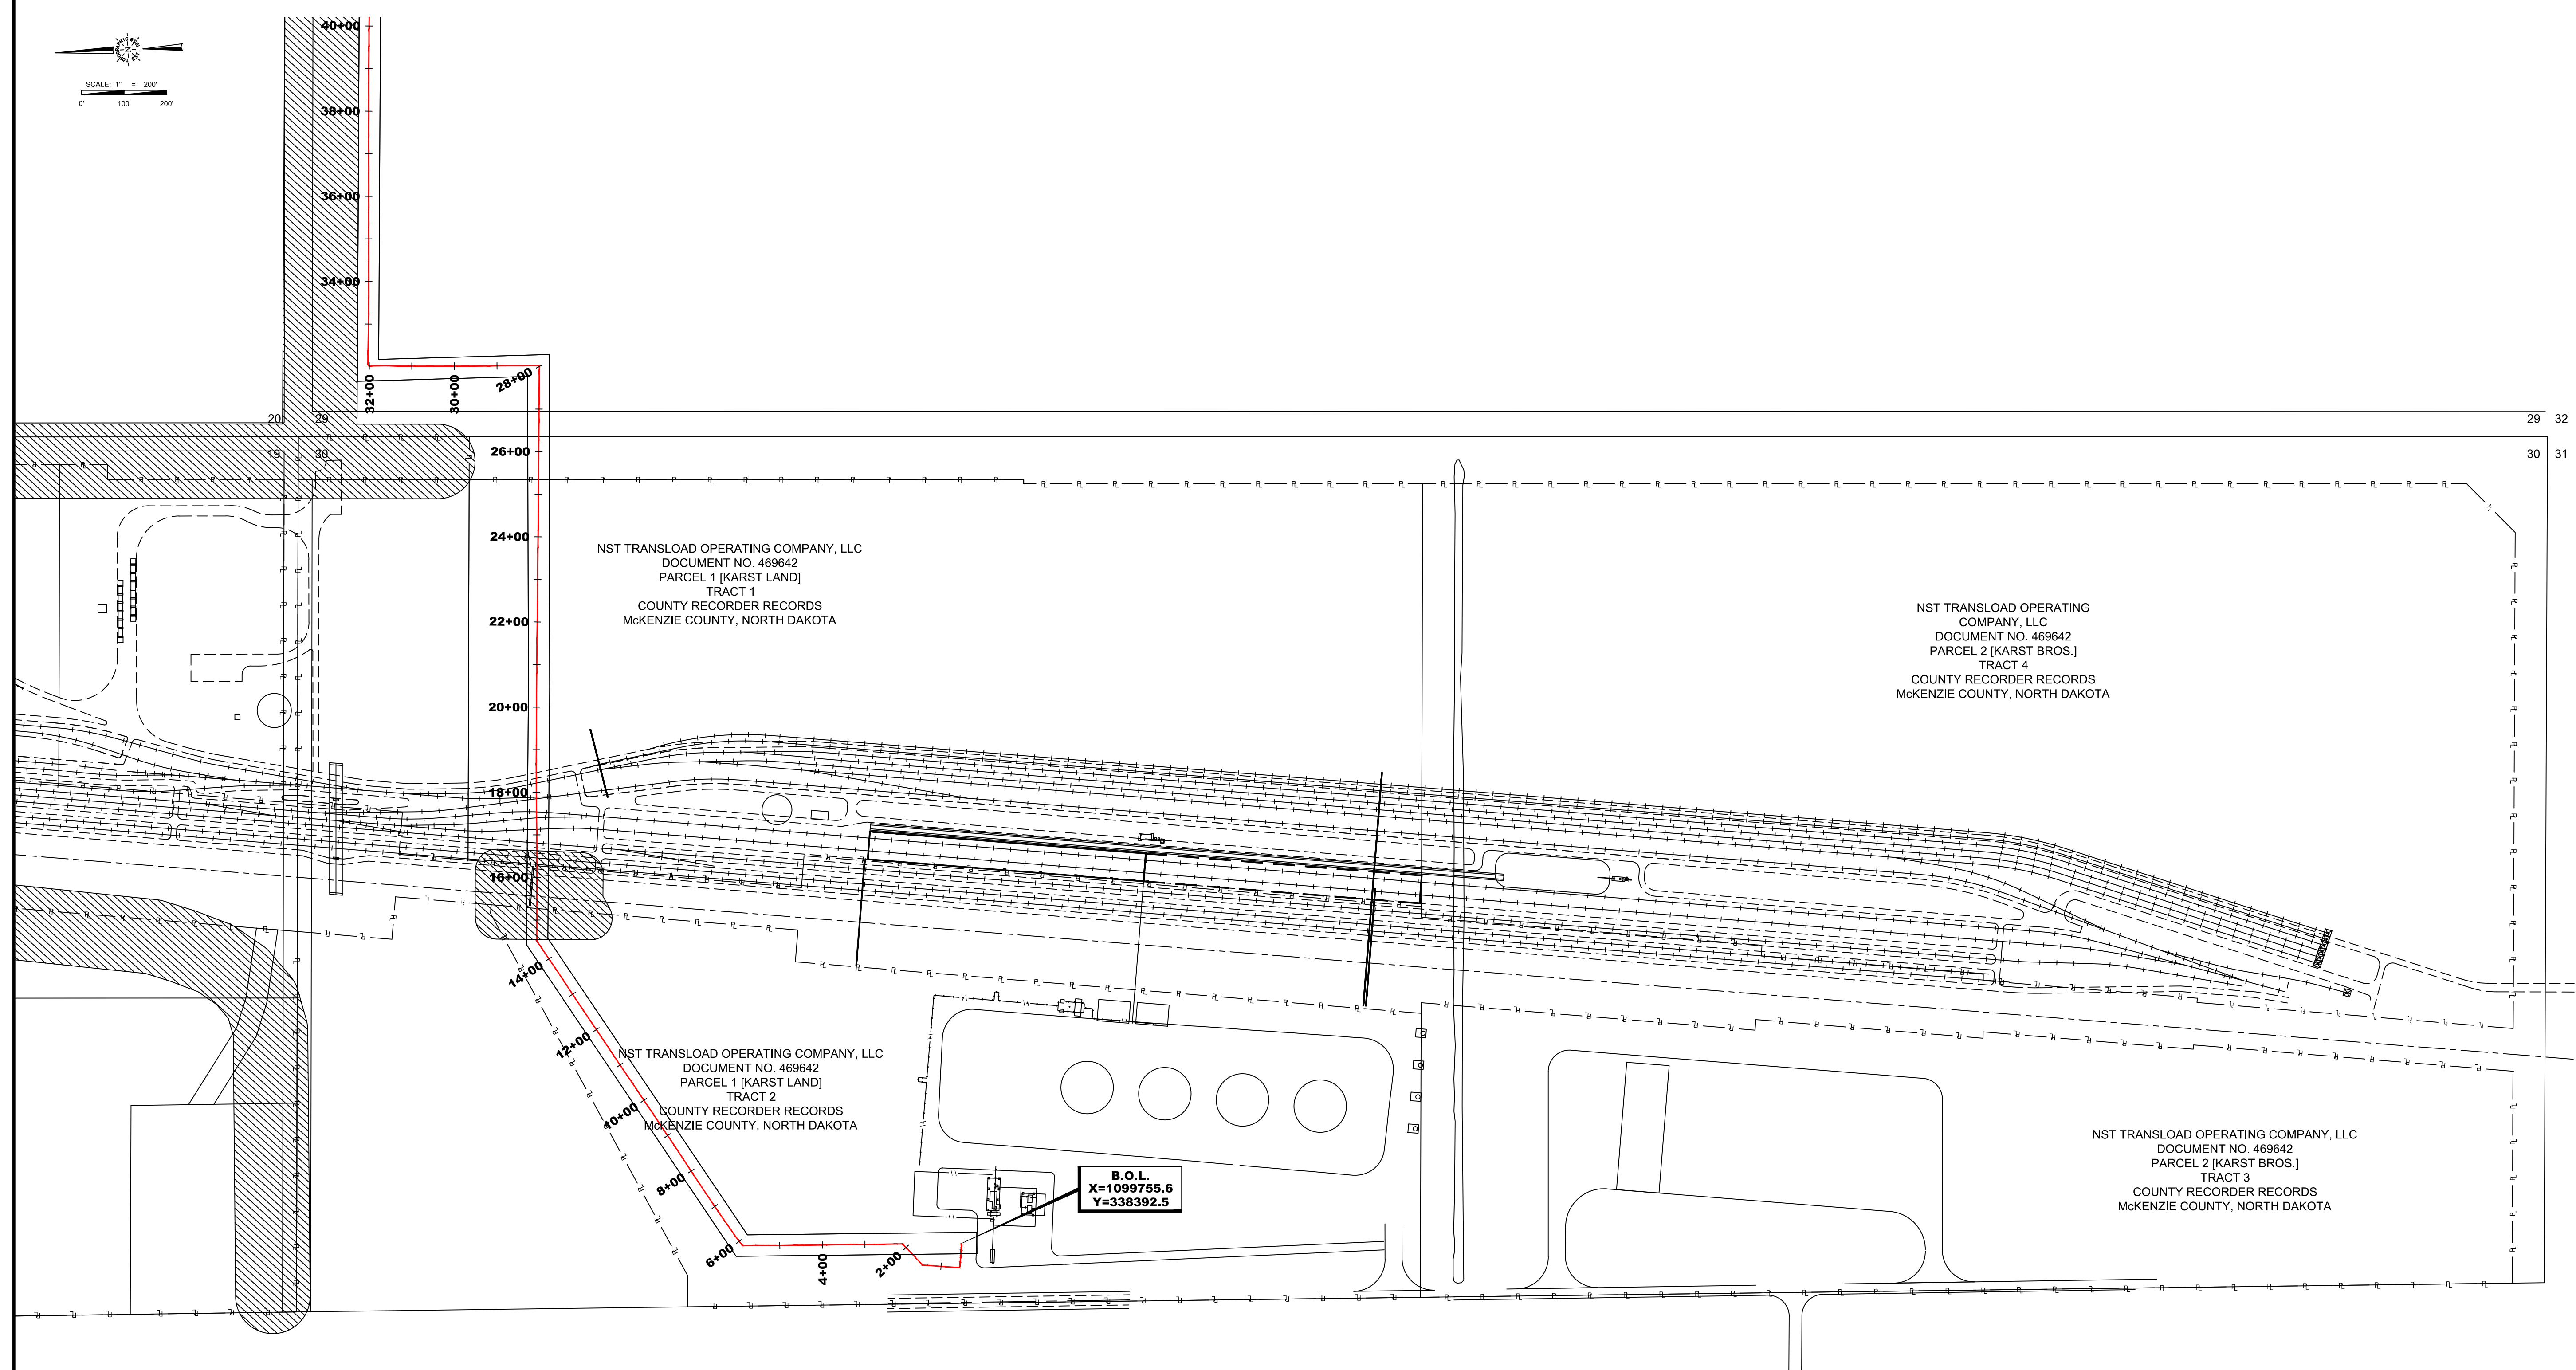 40+00
SCALE: 1" = 200'
0' 100' 200'
38+00
36+00
34+00
32+00
30+00
28+00
20 29
29 32
19 30
30 31
26+00
24+00
22+00
20+00
18+00
16+00
14+00
12+00
10+00
8+00
6+00
4+00
2+00
NST TRANSLOAD OPERATING COMPANY, LLC
DOCUMENT NO. 469642
PARCEL 1 [KARST LAND]
TRACT 1
COUNTY RECORDER RECORDS
McKENZIE COUNTY, NORTH DAKOTA
NST TRANSLOAD OPERATING
COMPANY, LLC
DOCUMENT NO. 469642
PARCEL 2 [KARST BROS.]
TRACT 4
COUNTY RECORDER RECORDS
McKENZIE COUNTY, NORTH DAKOTA
NST TRANSLOAD OPERATING COMPANY, LLC
DOCUMENT NO. 469642
PARCEL 1 [KARST LAND]
TRACT 2
COUNTY RECORDER RECORDS
McKENZIE COUNTY, NORTH DAKOTA
B.O.L.
X=1099755.6
Y=338392.5
NST TRANSLOAD OPERATING COMPANY, LLC
DOCUMENT NO. 469642
PARCEL 2 [KARST BROS.]
TRACT 3
COUNTY RECORDER RECORDS
McKENZIE COUNTY, NORTH DAKOTA